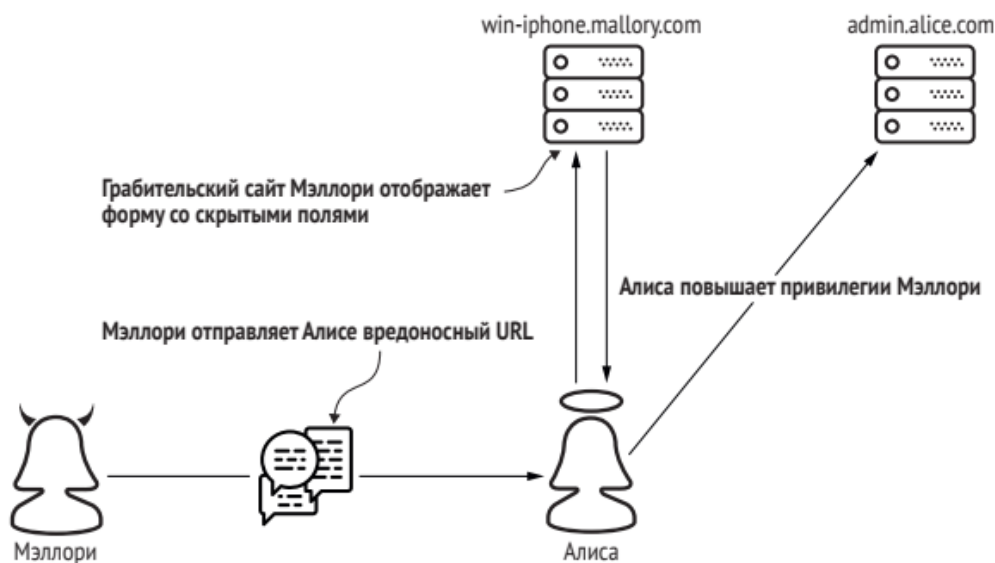 win-iphone.mallory.com
admin.alice.com
Грабительский сайт Мэллори отображает
форму со скрытыми полями
Алиса повышает привилегии Мэллори
Мэллори отправляет Алисе вредоносный URL
Мэллори
Алиса